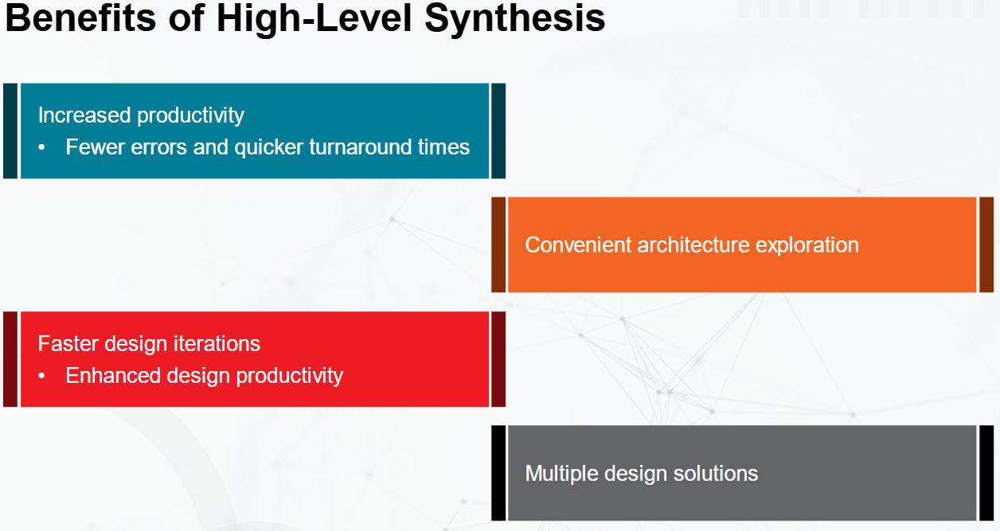 Benefits of High-Level Synthesis
Increased productivity
• Fewer errors and quicker turnaround times
Convenient architecture exploration
Faster design iterations
• Enhanced design productivity
Multiple design solutions